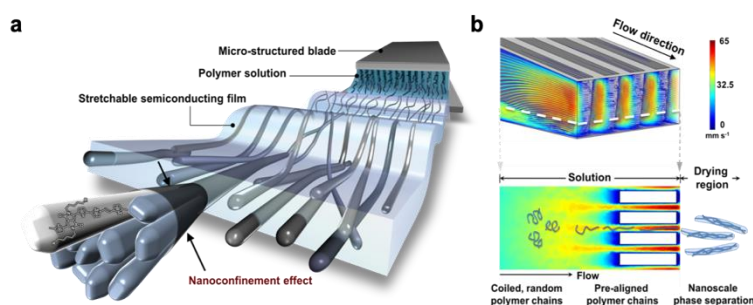 a
Micro-structured blade
Polymer solution
Stretchable semiconducting film
Nanoconfinement effect
b
Flow direction
65
32.5
0
mm s⁻¹
Solution
Drying
region
Flow
Coiled, random
polymer chains
Pre-aligned
polymer chains
Nanoscale
phase separation